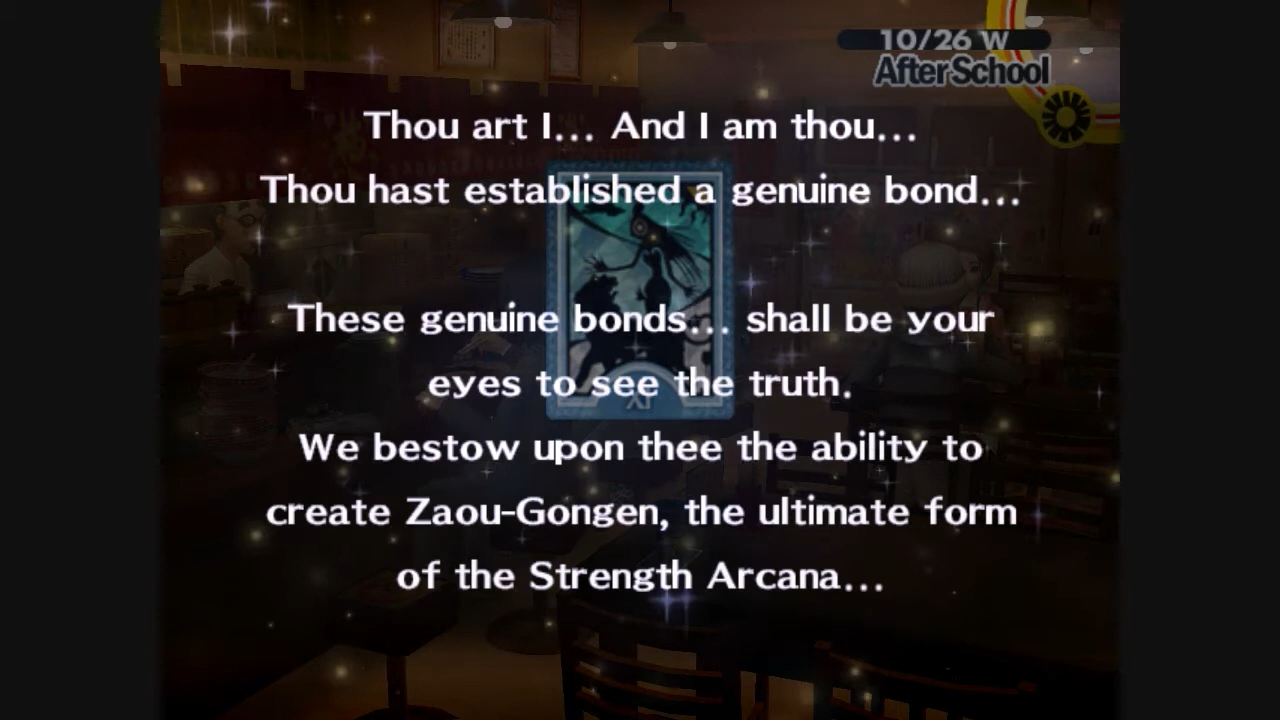 10/26 W
After School
Thou art I... And I am thou...
Thou hast established a genuine bond...
These genuine bonds... shall be your
eyes to see the truth.
We bestow upon thee the ability to
create Zaou-Gongen, the ultimate form
of the Strength Arcana...
XI